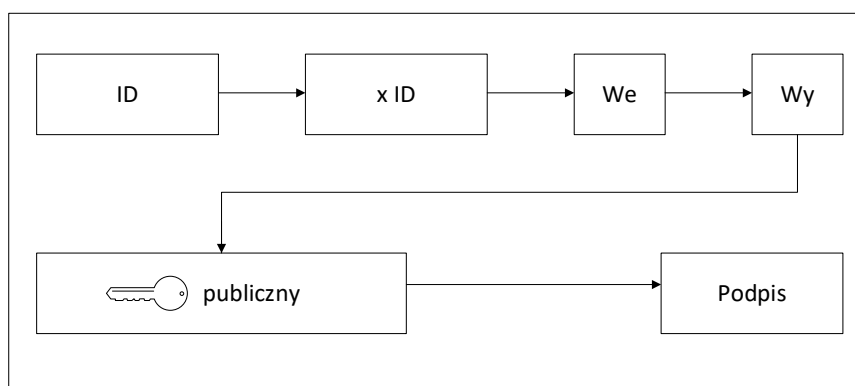 ID
x ID
We
Wy
publiczny
Podpis